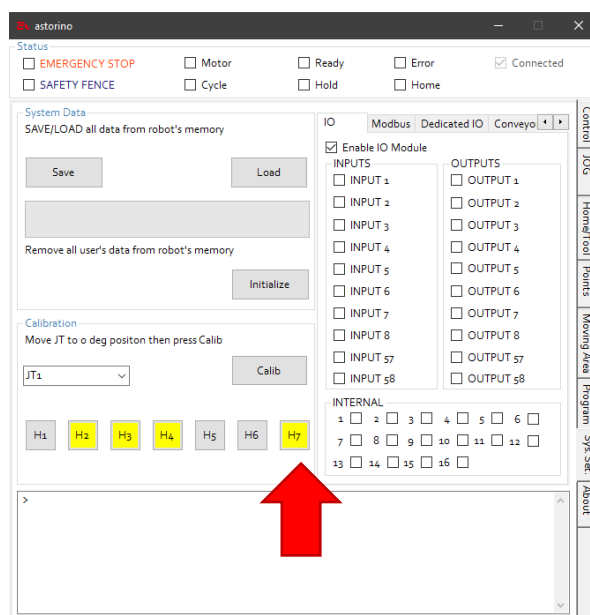 astorino
Status
EMERGENCY STOP Motor Ready Error Connected
SAFETY FENCE Cycle Hold Home
System Data
SAVE/LOAD all data from robot's memory
Save Load
Remove all user's data from robot's memory
Initialize
Calibration
Move JT to 0 deg positon then press Calib
JT1
Calib
H1 H2 H3 H4 H5 H6 H7
IO Modbus Dedicated IO Conveyo
Enable IO Module
INPUTS OUTPUTS
INPUT 1 OUTPUT 1
INPUT 2 OUTPUT 2
INPUT 3 OUTPUT 3
INPUT 4 OUTPUT 4
INPUT 5 OUTPUT 5
INPUT 6 OUTPUT 6
INPUT 7 OUTPUT 7
INPUT 8 OUTPUT 8
INPUT 57 OUTPUT 57
INPUT 58 OUTPUT 58
INTERNAL
1 2 3 4 5 6
7 8 9 10 11 12
13 14 15 16
Control
JOG
Home/Tool
Points
Moving Area
Program
Sys. Set.
About
>